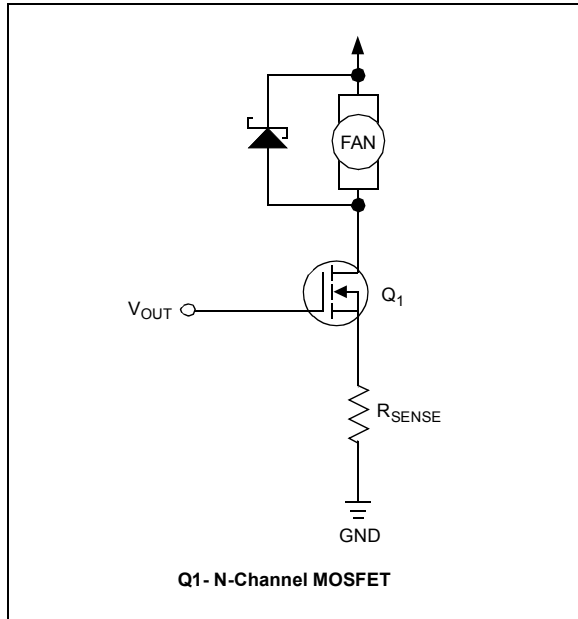 FAN
Q1
VOUT
RSENSE
GND
Q1- N-Channel MOSFET